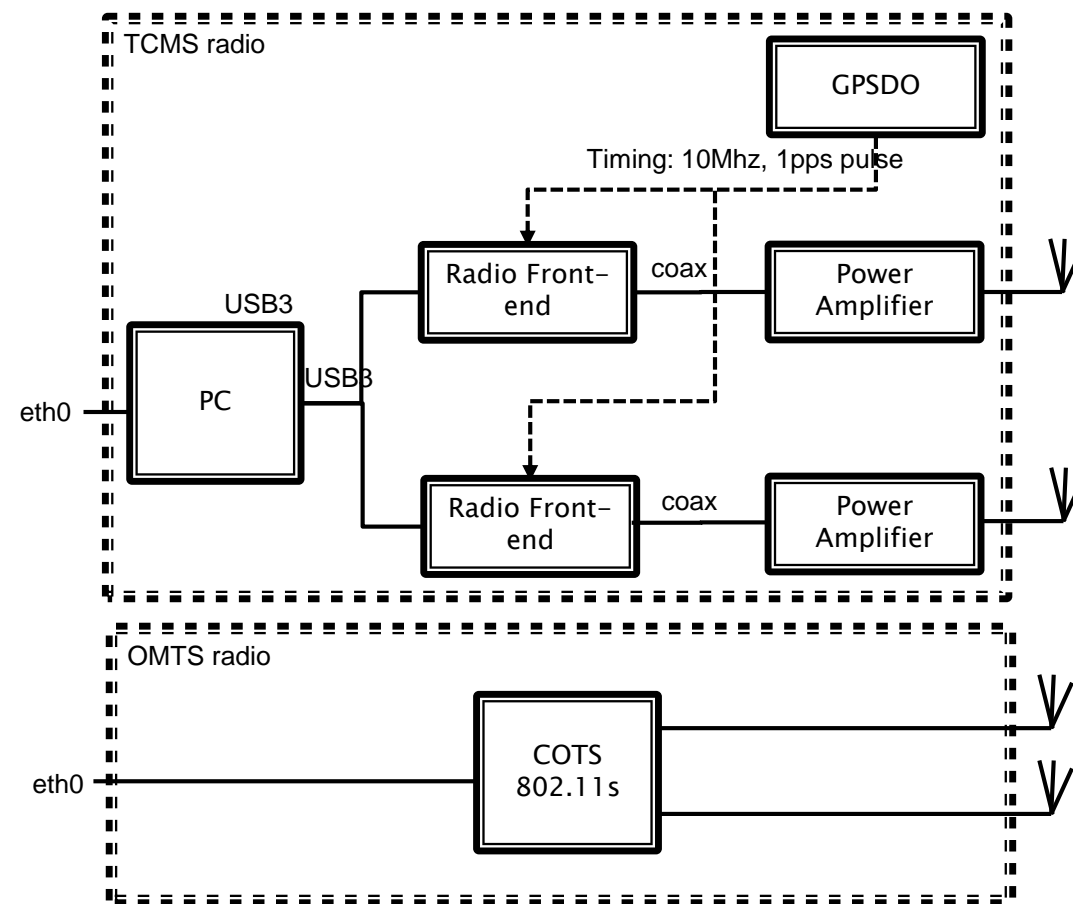 TCMS radio
GPSDO
Timing: 10Mhz, 1pps pulse
Radio Front-
end
coax
Power
Amplifier
USB3
USB3
PC
eth0
Radio Front-
end
coax
Power
Amplifier
OMTS radio
COTS
802.11s
eth0